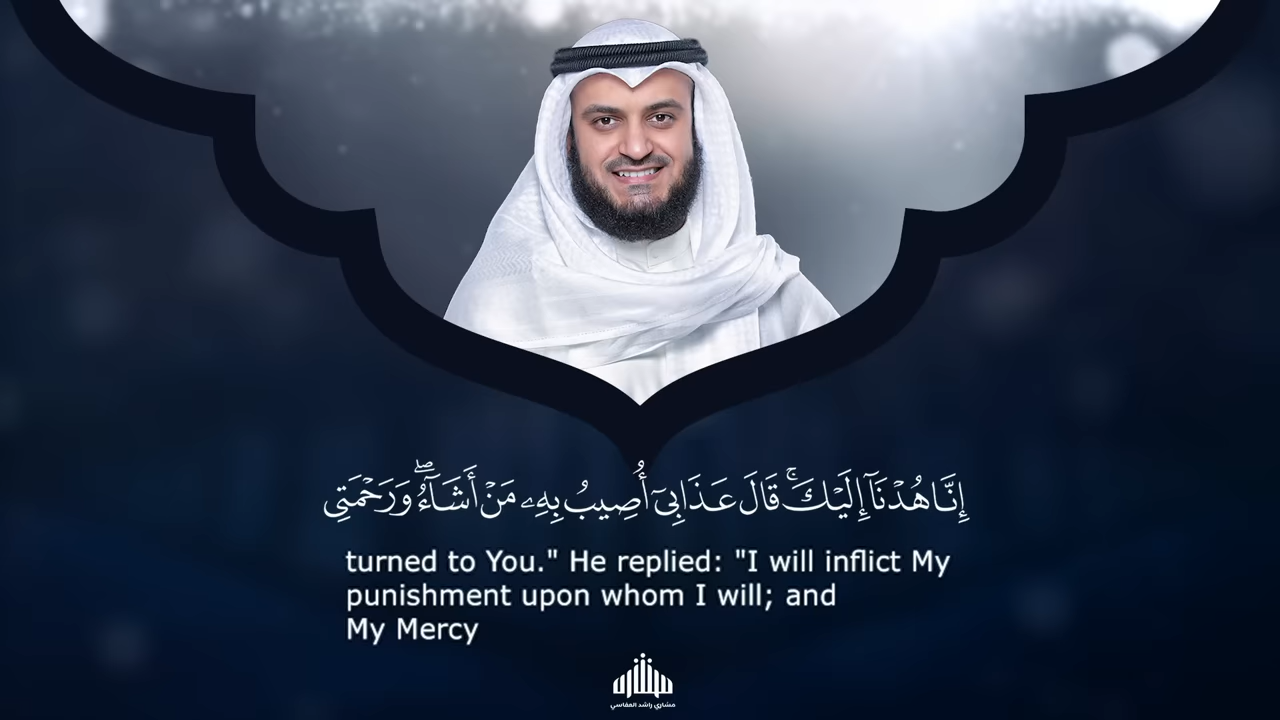 إِنَّا هُدْنَآ إِلَيْكَ ۚ قَالَ عَذَابِىٓ أُصِيبُ بِهِۦ مَنْ أَشَآءُ ۖ وَرَحْمَتِى
turned to You." He replied: "I will inflict My
punishment upon whom I will; and
My Mercy
مشاري راشد العفاسي